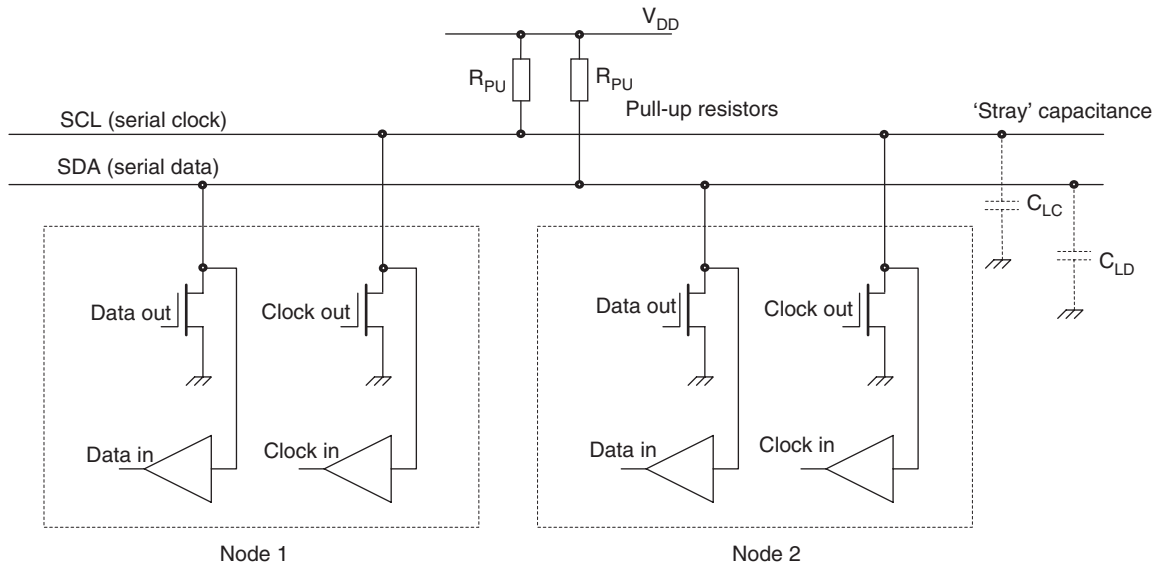 V_DD
R_PU R_PU
Pull-up resistors
'Stray' capacitance
SCL (serial clock)
SDA (serial data)
C_LC
C_LD
Data out Clock out Data out Clock out
Data in Clock in Data in Clock in
Node 1 Node 2